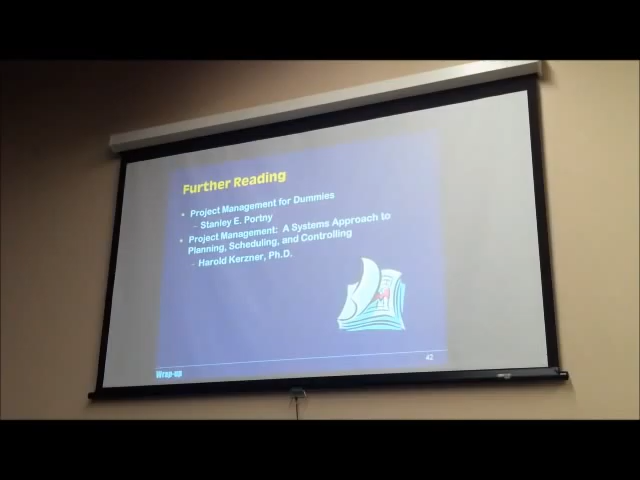 Further Reading
• Project Management for Dummies
– Stanley E. Portny
• Project Management: A Systems Approach to
Planning, Scheduling, and Controlling
– Harold Kerzner, Ph.D.
Wrap-up
42